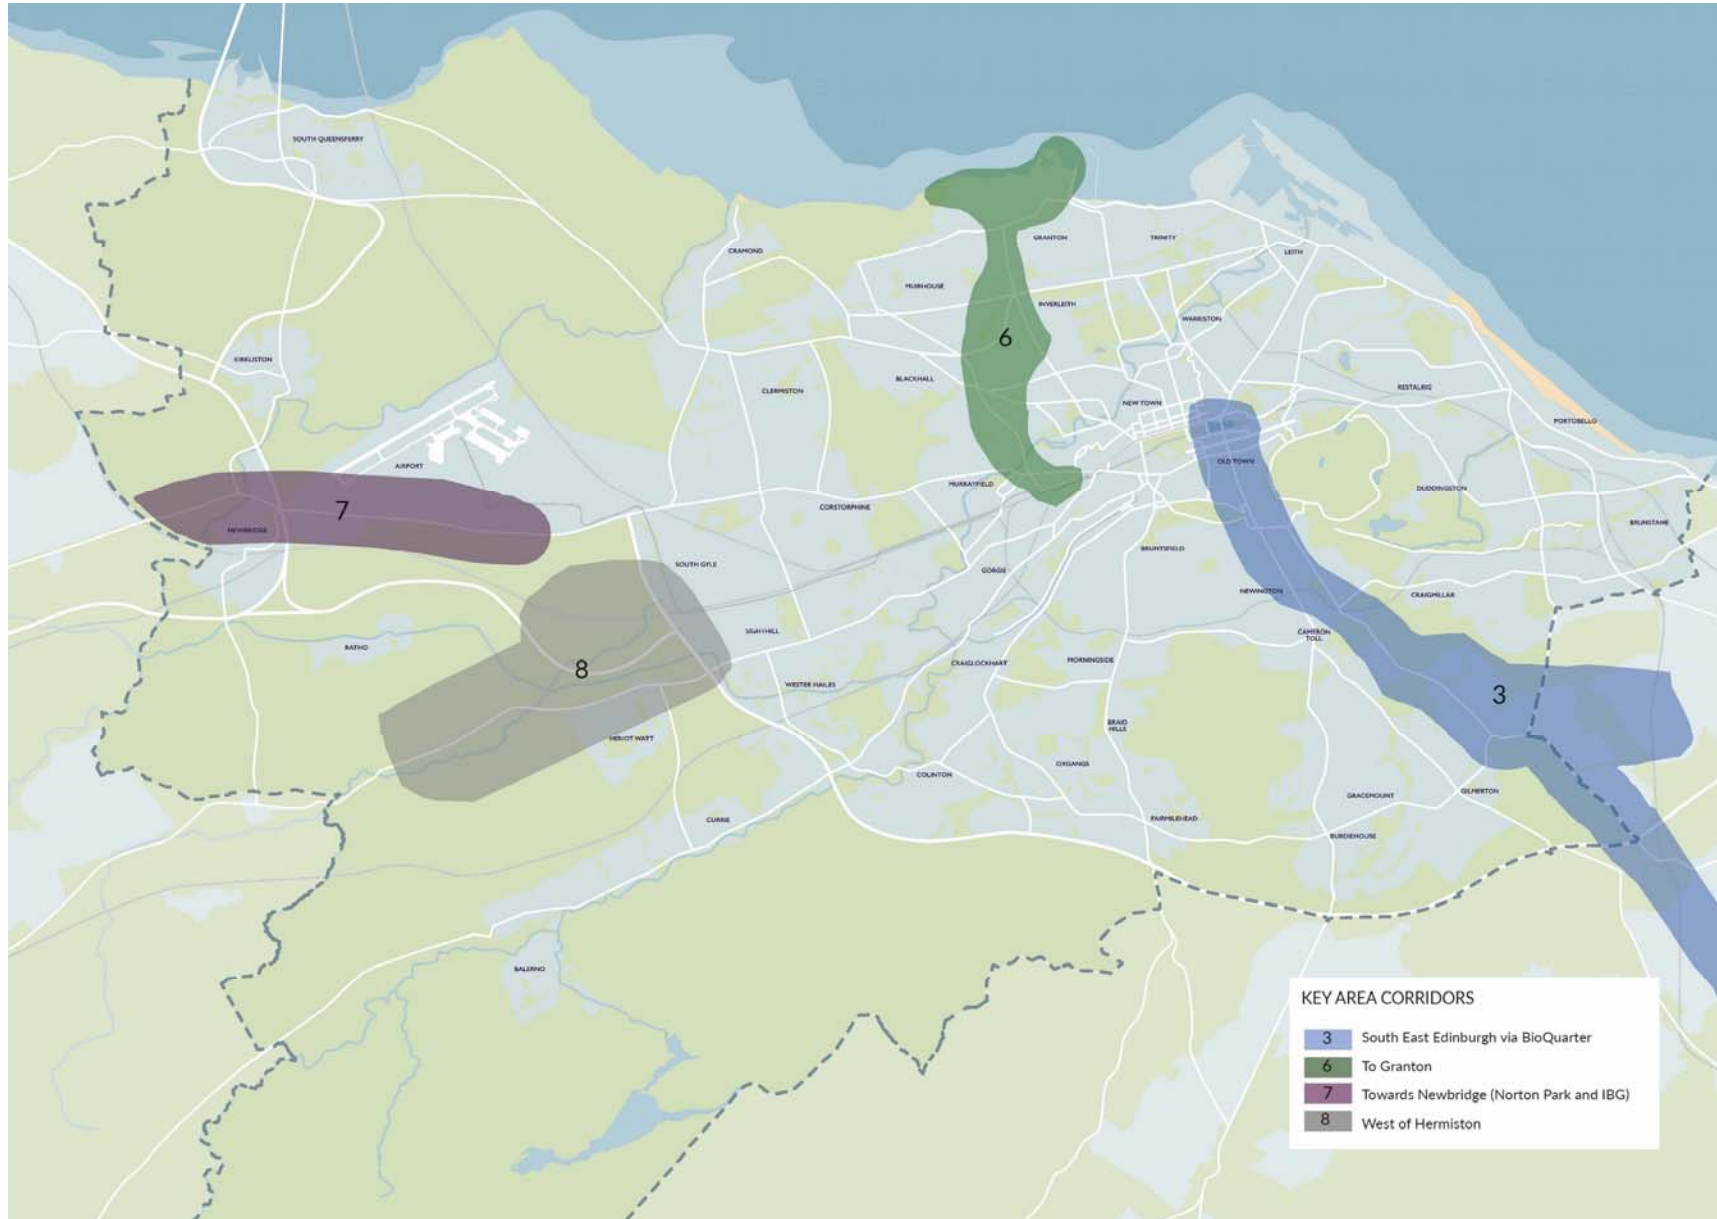 SOUTH QUEENSFERRY
CRAMOND
GRANTON
TRINITY
LEITH
MUIRHOUSE
INVERLEITH
WARRISTON
6
KIRKLISTON
BLACKHALL
CLERMISTON
NEW TOWN
RESTALRIG
PORTOBELLO
AIRPORT
OLD TOWN
MURRAYFIELD
DUDDINGSTON
7
CORSTORPHINE
NEWBRIDGE
BRUNSTANE
BRUNTSFIELD
SOUTH GYLE
GORGIE
NEWINGTON
CRAIGMILLAR
SIGHTHILL
CAMERON
TOLL
RATHO
8
CRAIGLOCKHART
MORNINGSIDE
WESTER HAILES
3
BRAID
HILLS
HERIOT WATT
OXGANGS
COLINTON
GILMERTON
GRACEMOUNT
CURRIE
FAIRMILEHEAD
BURDIEHOUSE
BALERNO
KEY AREA CORRIDORS
3 South East Edinburgh via BioQuarter
6 To Granton
7 Towards Newbridge (Norton Park and IBG)
8 West of Hermiston